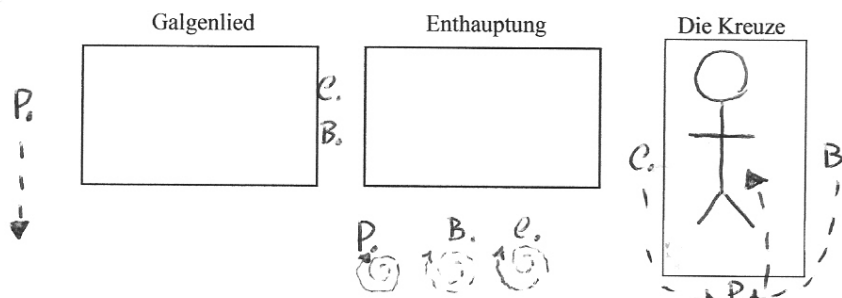 Galgenlied Enthauptung Die Kreuze
P. C. B. C. B
P. B. C. P.